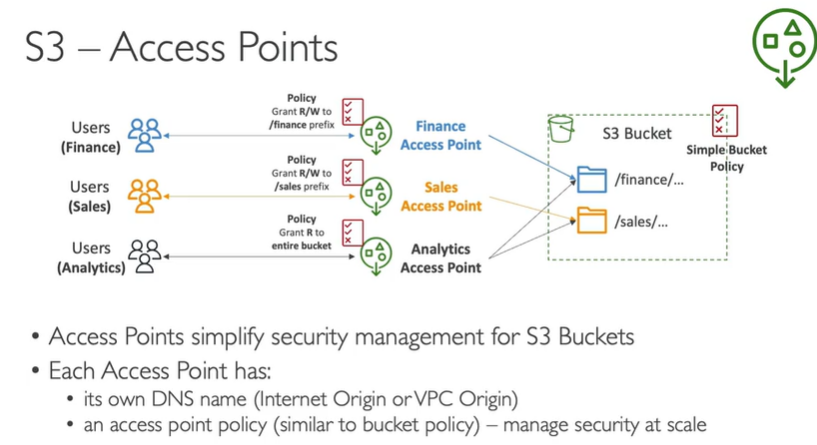 S3 – Access Points
Policy
Grant R/W to
/finance prefix
Users
(Finance)
Finance
Access Point
S3 Bucket
Simple Bucket
Policy
/finance/...
Policy
Grant R/W to
/sales prefix
Users
(Sales)
Sales
Access Point
/sales/...
Policy
Grant R to
entire bucket
Users
(Analytics)
Analytics
Access Point
• Access Points simplify security management for S3 Buckets
• Each Access Point has:
• its own DNS name (Internet Origin or VPC Origin)
• an access point policy (similar to bucket policy) – manage security at scale